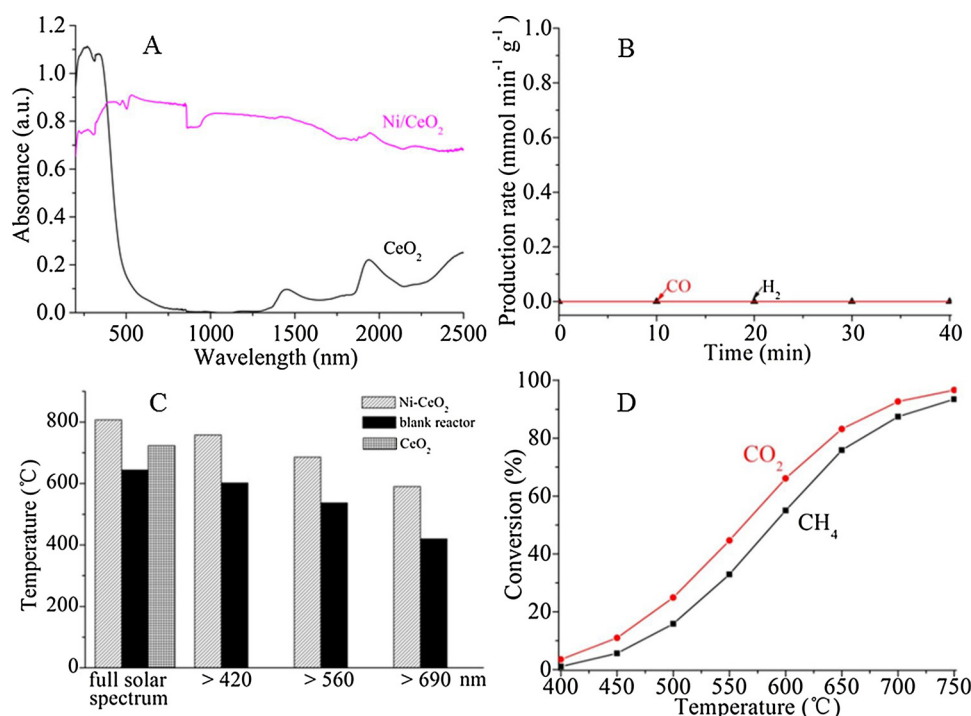 A
Absorance (a.u.)
1.2
1.0
0.8
0.6
0.4
0.2
0.0
Ni/CeO₂
CeO₂
500 1000 1500 2000 2500
Wavelength (nm)
B
Production rate (mmol min⁻¹ g⁻¹)
1.0
0.8
0.6
0.4
0.2
0.0
CO
H₂
0 10 20 30 40
Time (min)
C
Temperature (℃)
800
600
400
200
0
Ni-CeO₂
blank reactor
CeO₂
full solar > 420 > 560 > 690 nm
spectrum
D
Conversion (%)
100
80
60
40
20
0
CO₂
CH₄
400 450 500 550 600 650 700 750
Temperature (℃)